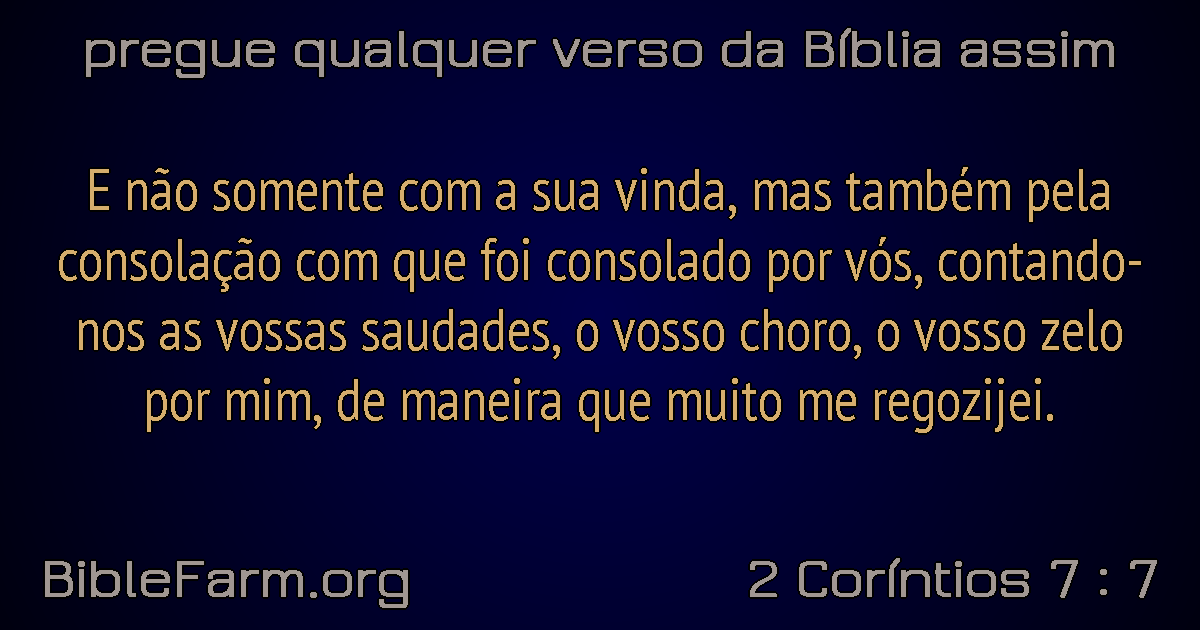 pregue qualquer verso da Bíblia assim
E não somente com a sua vinda, mas também pela
consolação com que foi consolado por vós, contando-
nos as vossas saudades, o vosso choro, o vosso zelo
por mim, de maneira que muito me regozijei.
BibleFarm.org
2 Coríntios 7 : 7